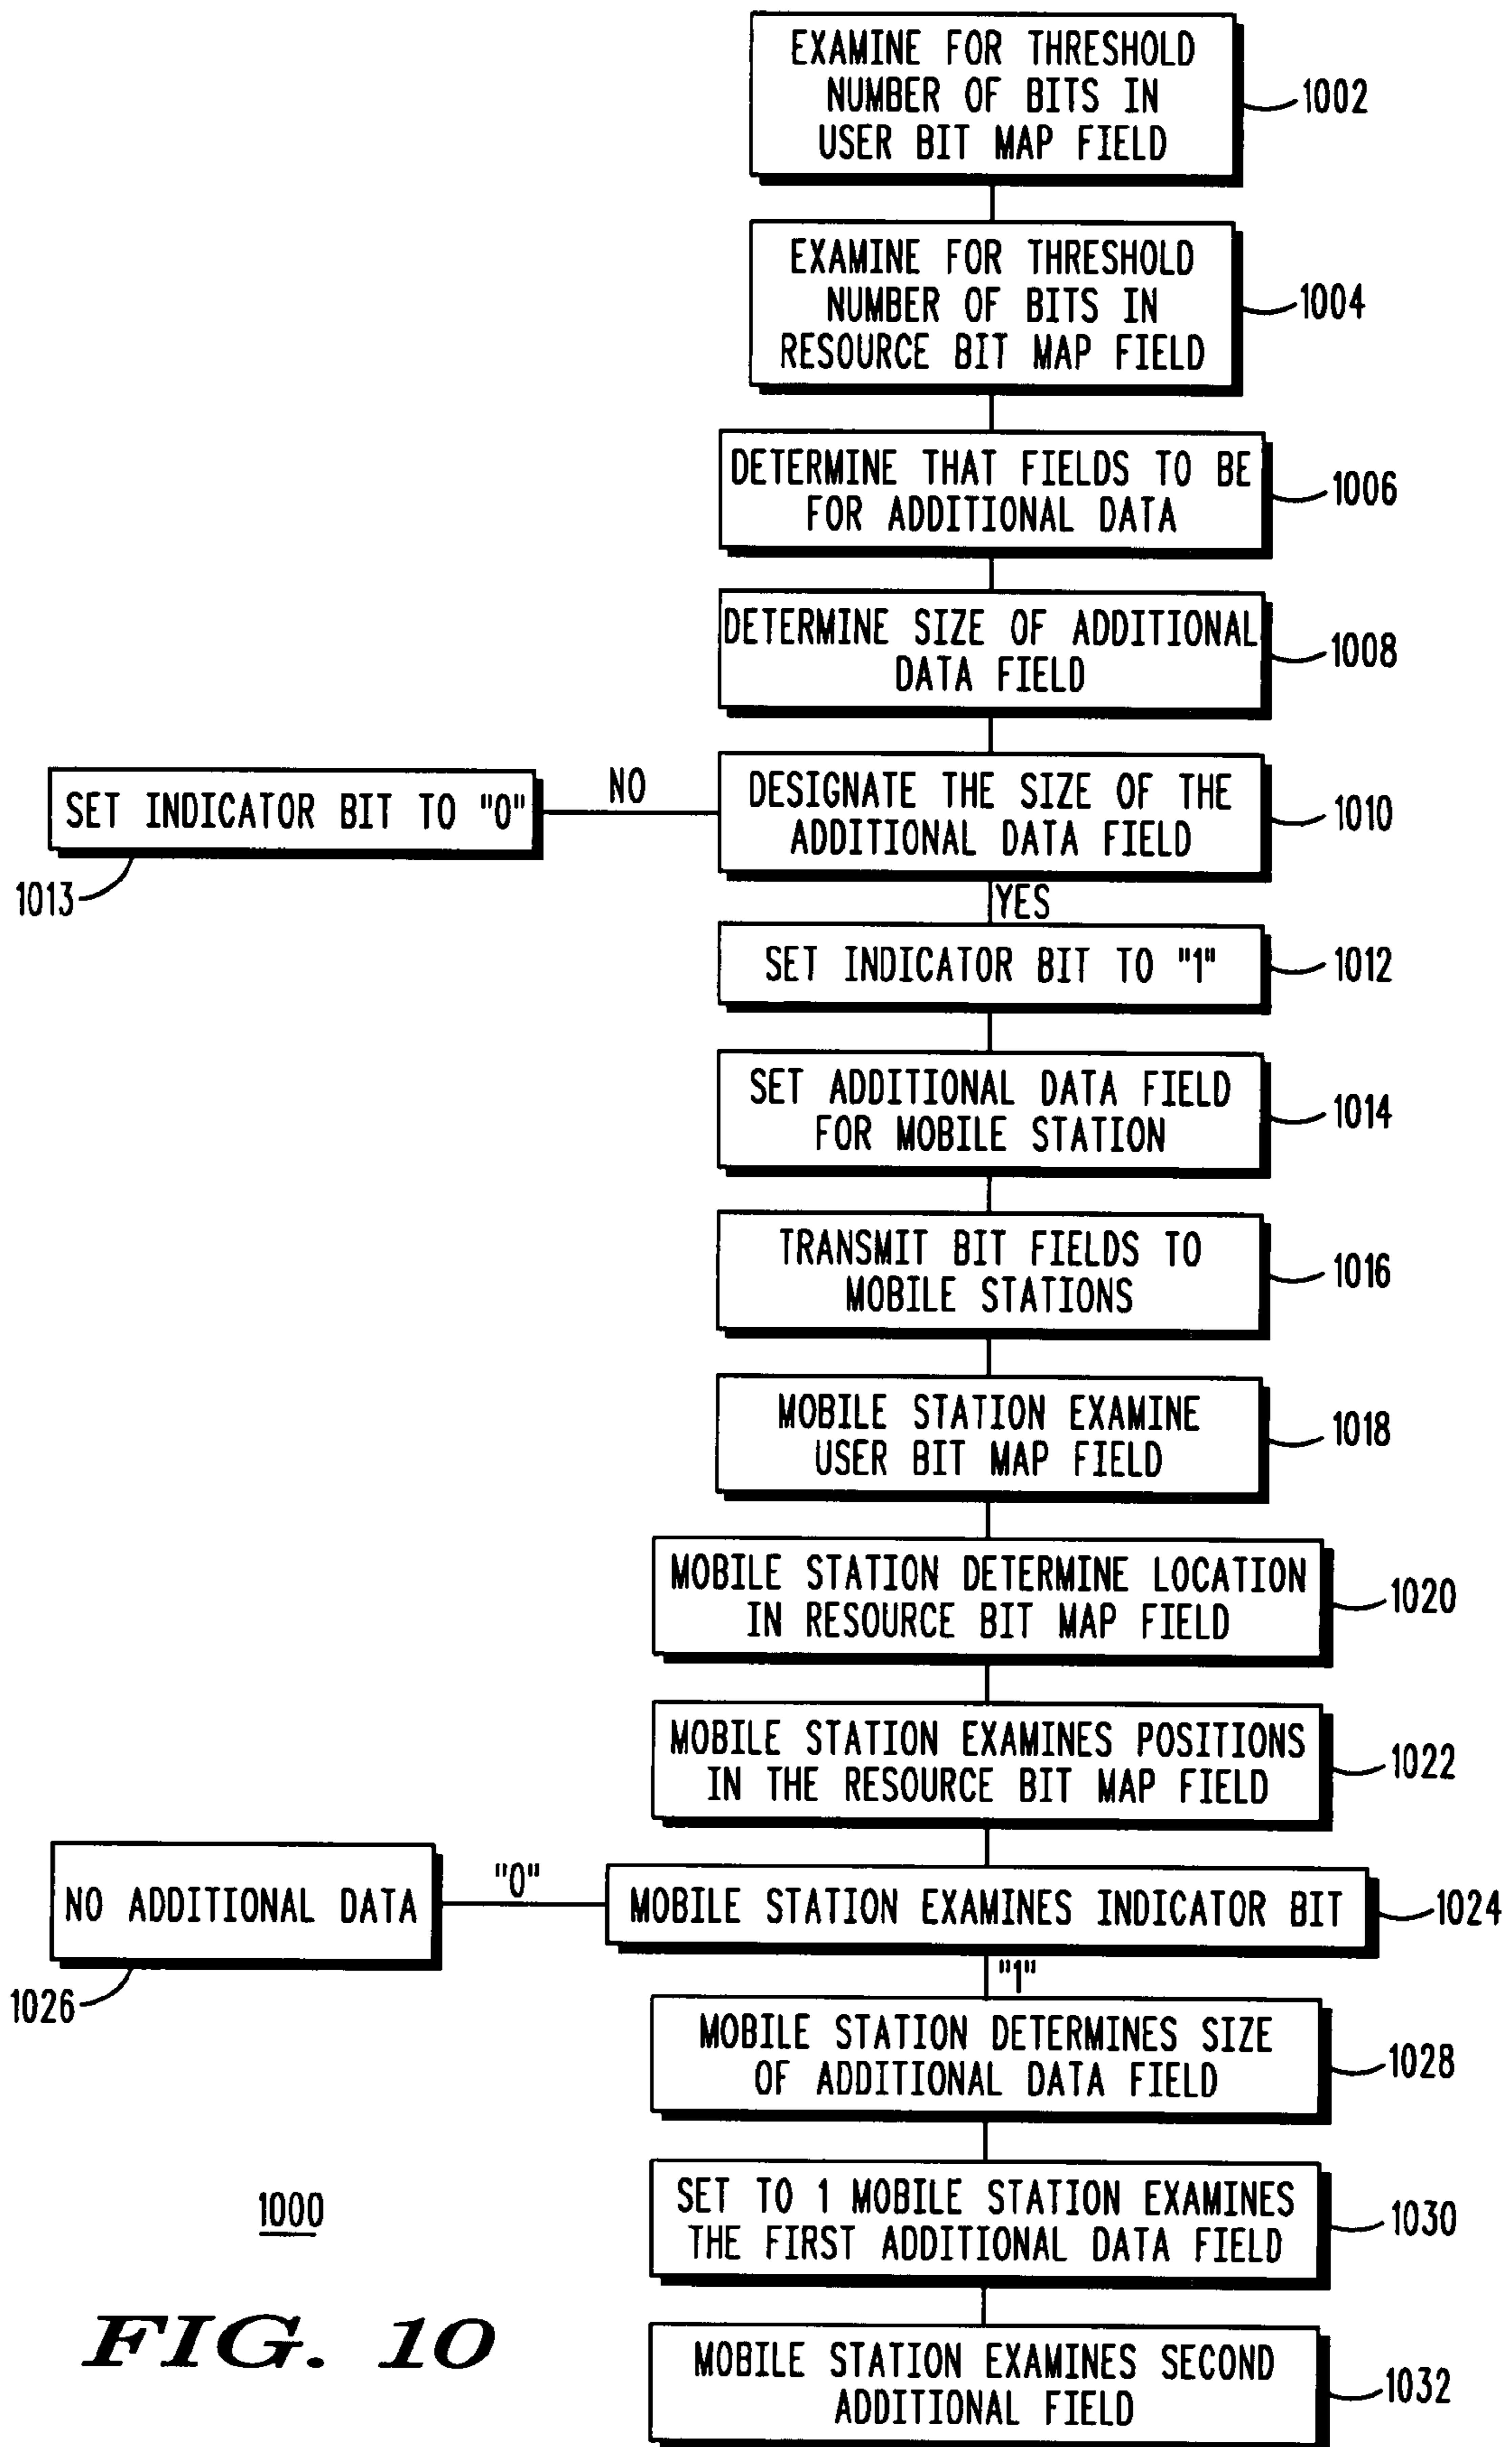 EXAMINE FOR THRESHOLD
NUMBER OF BITS IN
USER BIT MAP FIELD
1002
EXAMINE FOR THRESHOLD
NUMBER OF BITS IN
RESOURCE BIT MAP FIELD
1004
DETERMINE THAT FIELDS TO BE
FOR ADDITIONAL DATA
1006
DETERMINE SIZE OF ADDITIONAL
DATA FIELD
1008
SET INDICATOR BIT TO "0"
1013
NO
DESIGNATE THE SIZE OF THE
ADDITIONAL DATA FIELD
1010
YES
SET INDICATOR BIT TO "1"
1012
SET ADDITIONAL DATA FIELD
FOR MOBILE STATION
1014
TRANSMIT BIT FIELDS TO
MOBILE STATIONS
1016
MOBILE STATION EXAMINE
USER BIT MAP FIELD
1018
MOBILE STATION DETERMINE LOCATION
IN RESOURCE BIT MAP FIELD
1020
MOBILE STATION EXAMINES POSITIONS
IN THE RESOURCE BIT MAP FIELD
1022
NO ADDITIONAL DATA
1026
"0"
MOBILE STATION EXAMINES INDICATOR BIT
1024
"1"
MOBILE STATION DETERMINES SIZE
OF ADDITIONAL DATA FIELD
1028
SET TO 1 MOBILE STATION EXAMINES
THE FIRST ADDITIONAL DATA FIELD
1030
MOBILE STATION EXAMINES SECOND
ADDITIONAL FIELD
1032
1000
FIG. 10